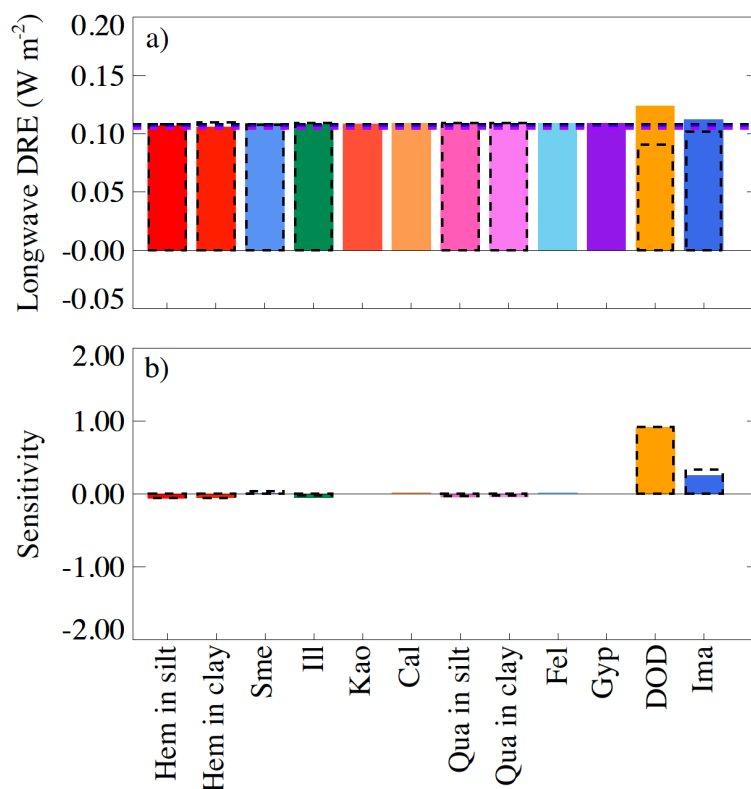 a)
Longwave DRE (W m-2)
0.20
0.15
0.10
0.05
-0.00
-0.05
b)
Sensitivity
2.00
1.00
0.00
-1.00
-2.00
Hem in silt
Hem in clay
Sme
Ill
Kao
Cal
Qua in silt
Qua in clay
Fel
Gyp
DOD
Ima